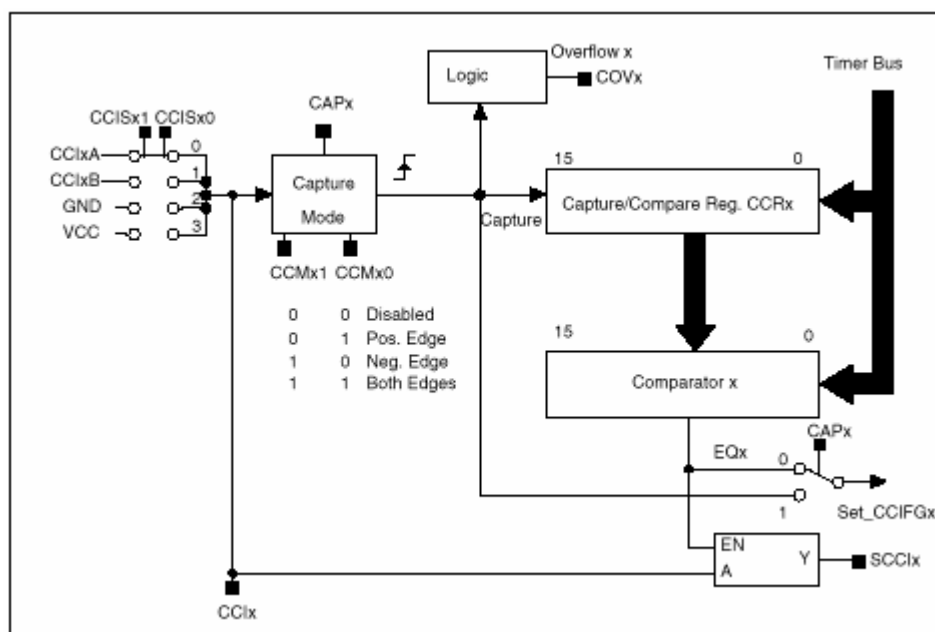 Overflow x
Logic
COVx
Timer Bus
CAPx
CCISx1 CCISx0
CCIxA
0
CCIxB
1
GND
2
VCC
3
Capture
Mode
Capture
15
0
Capture/Compare Reg. CCRx
CCMx1 CCMx0
0 0 Disabled
0 1 Pos. Edge
1 0 Neg. Edge
1 1 Both Edges
15
0
Comparator x
CAPx
EQx
0
1
Set_CCIFGx
EN
A
Y
SCCIx
CCIx